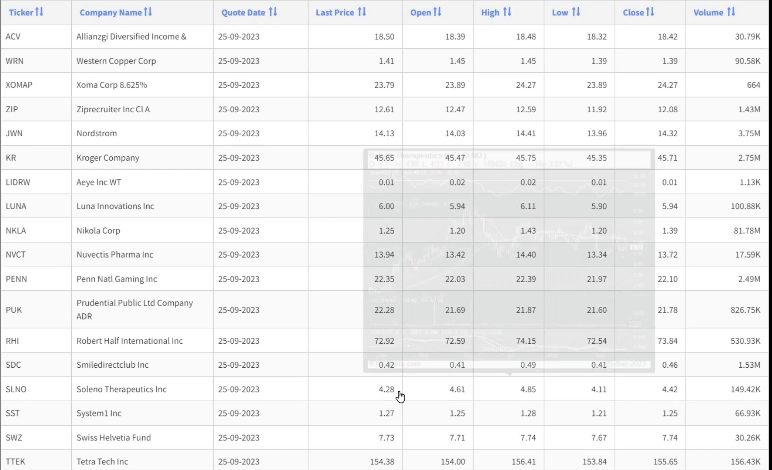 Ticker Company Name Quote Date Last Price Open High Low Close Volume
ACV Allianzgi Diversified Income & 25-09-2023 18.50 18.39 18.48 18.32 18.42 30.79K
WRN Western Copper Corp 25-09-2023 1.41 1.45 1.45 1.39 1.39 90.58K
XOMAP Xoma Corp 8.625% 25-09-2023 23.79 23.89 24.27 23.89 24.27 664
ZIP Ziprecruiter Inc Cl A 25-09-2023 12.61 12.47 12.59 11.92 12.08 1.43M
JWN Nordstrom 25-09-2023 14.13 14.03 14.41 13.96 14.32 3.75M
KR Kroger Company 25-09-2023 45.65 45.47 45.75 45.35 45.71 2.75M
LIDRW Aeye Inc WT 25-09-2023 0.01 0.02 0.02 0.01 0.01 1.13K
LUNA Luna Innovations Inc 25-09-2023 6.00 5.94 6.11 5.90 5.94 100.88K
NKLA Nikola Corp 25-09-2023 1.25 1.20 1.43 1.20 1.39 81.78M
NVCT Nuvectis Pharma Inc 25-09-2023 13.94 13.42 14.40 13.34 13.72 17.59K
PENN Penn Natl Gaming Inc 25-09-2023 22.35 22.03 22.39 21.97 22.10 2.49M
PUK Prudential Public Ltd Company
ADR 25-09-2023 22.28 21.69 21.87 21.60 21.78 826.75K
RHI Robert Half International Inc 25-09-2023 72.92 72.59 74.15 72.54 73.84 530.93K
SDC Smiledirectclub Inc 25-09-2023 0.42 0.41 0.49 0.41 0.46 1.53M
SLNO Soleno Therapeutics Inc 25-09-2023 4.28 4.61 4.85 4.11 4.42 149.42K
SST System1 Inc 25-09-2023 1.27 1.25 1.28 1.21 1.25 66.93K
SWZ Swiss Helvetia Fund 25-09-2023 7.73 7.71 7.74 7.67 7.74 30.26K
TTEK Tetra Tech Inc 25-09-2023 154.38 154.00 156.41 153.84 155.65 156.43K